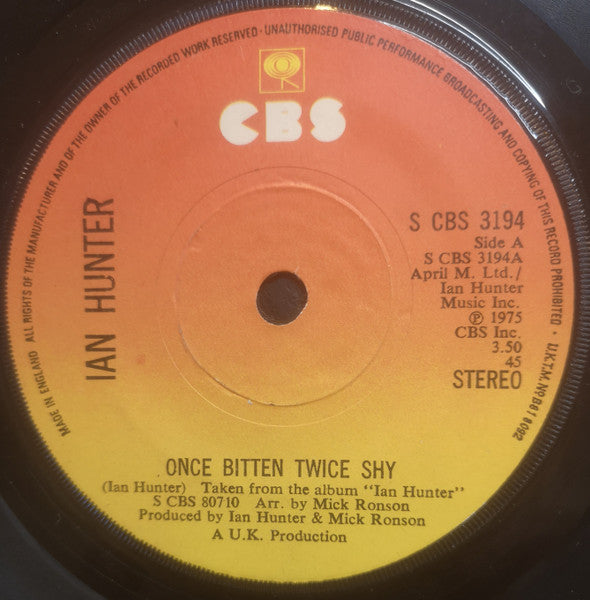 MADE IN ENGLAND ALL RIGHTS OF THE MANUFACTURER AND OF THE OWNER OF THE RECORDED WORK RESERVED · UNAUTHORISED PUBLIC PERFORMANCE BROADCASTING AND COPYING OF THIS RECORD PROHIBITED · U.K.T.M. No B818092
CBS
IAN HUNTER
S CBS 3194
Side A
S CBS 3194A
April M. Ltd./
Ian Hunter
Music Inc.
℗ 1975
CBS Inc.
3.50
45
STEREO
ONCE BITTEN TWICE SHY
(Ian Hunter) Taken from the album "Ian Hunter"
S CBS 80710 Arr. by Mick Ronson
Produced by Ian Hunter & Mick Ronson
A U.K. Production